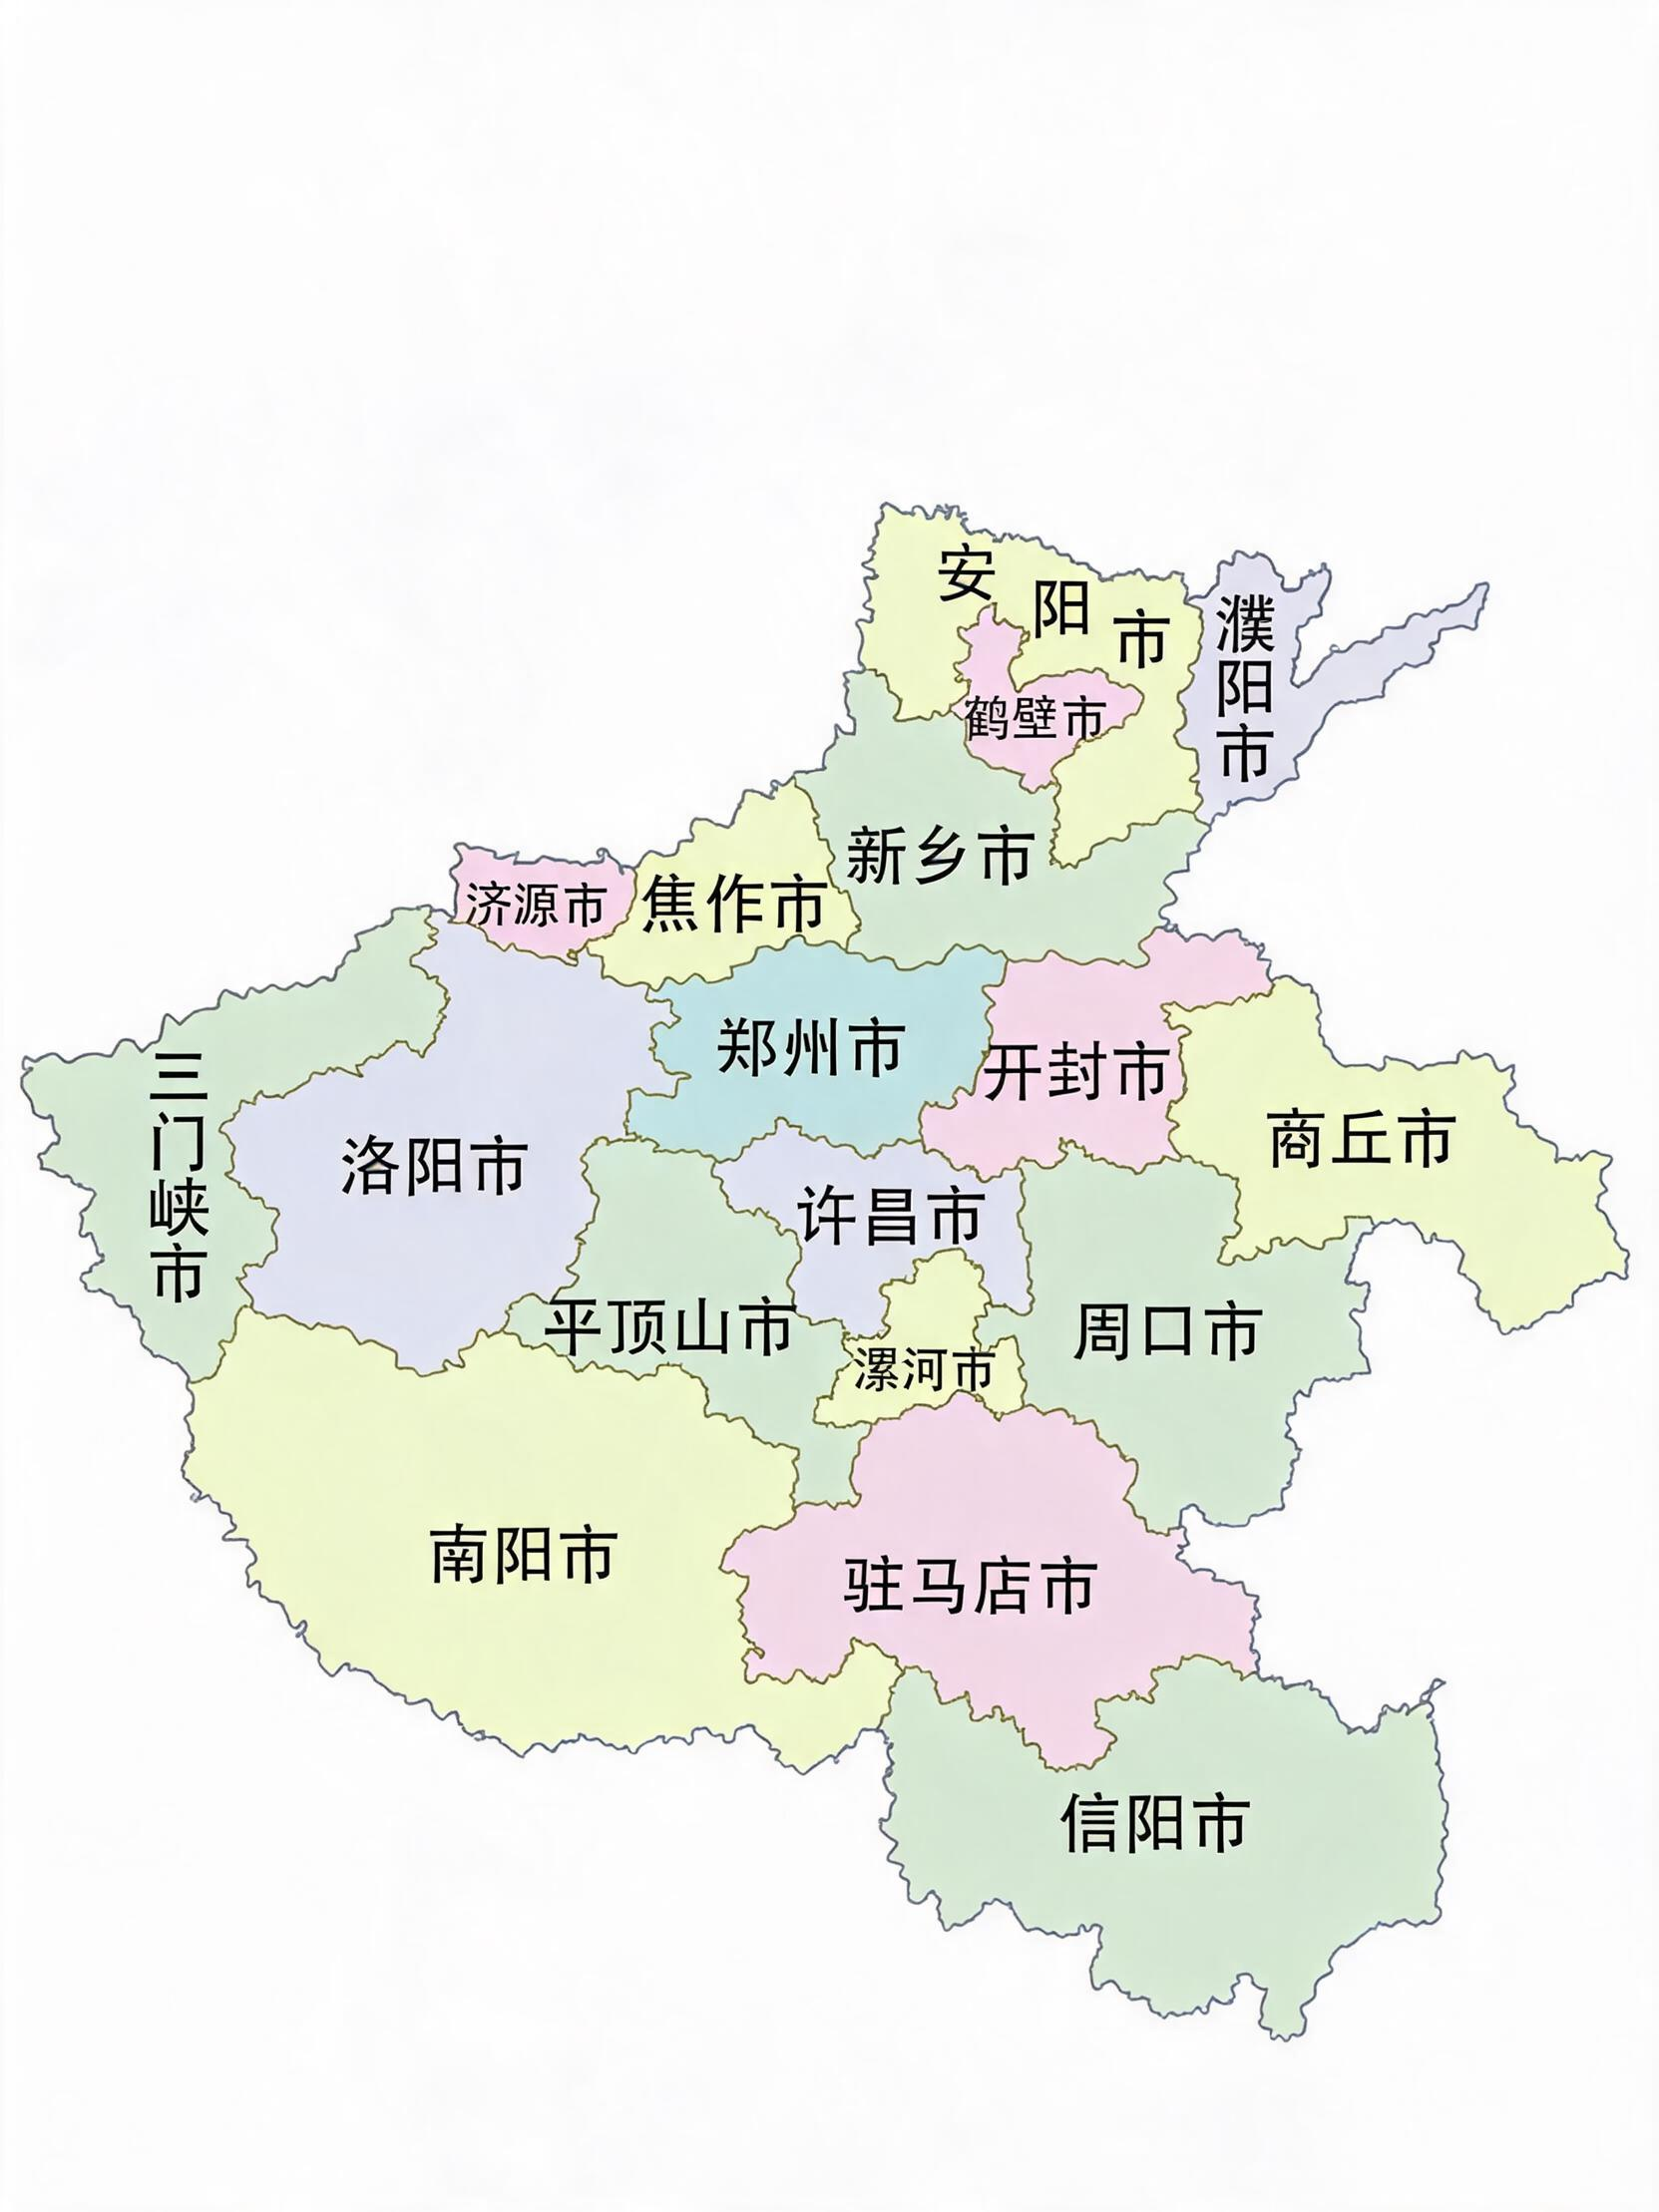 安阳市
濮阳市
鹤壁市
新乡市
济源市
焦作市
郑州市
开封市
三门峡市
洛阳市
商丘市
许昌市
平顶山市
漯河市
周口市
南阳市
驻马店市
信阳市